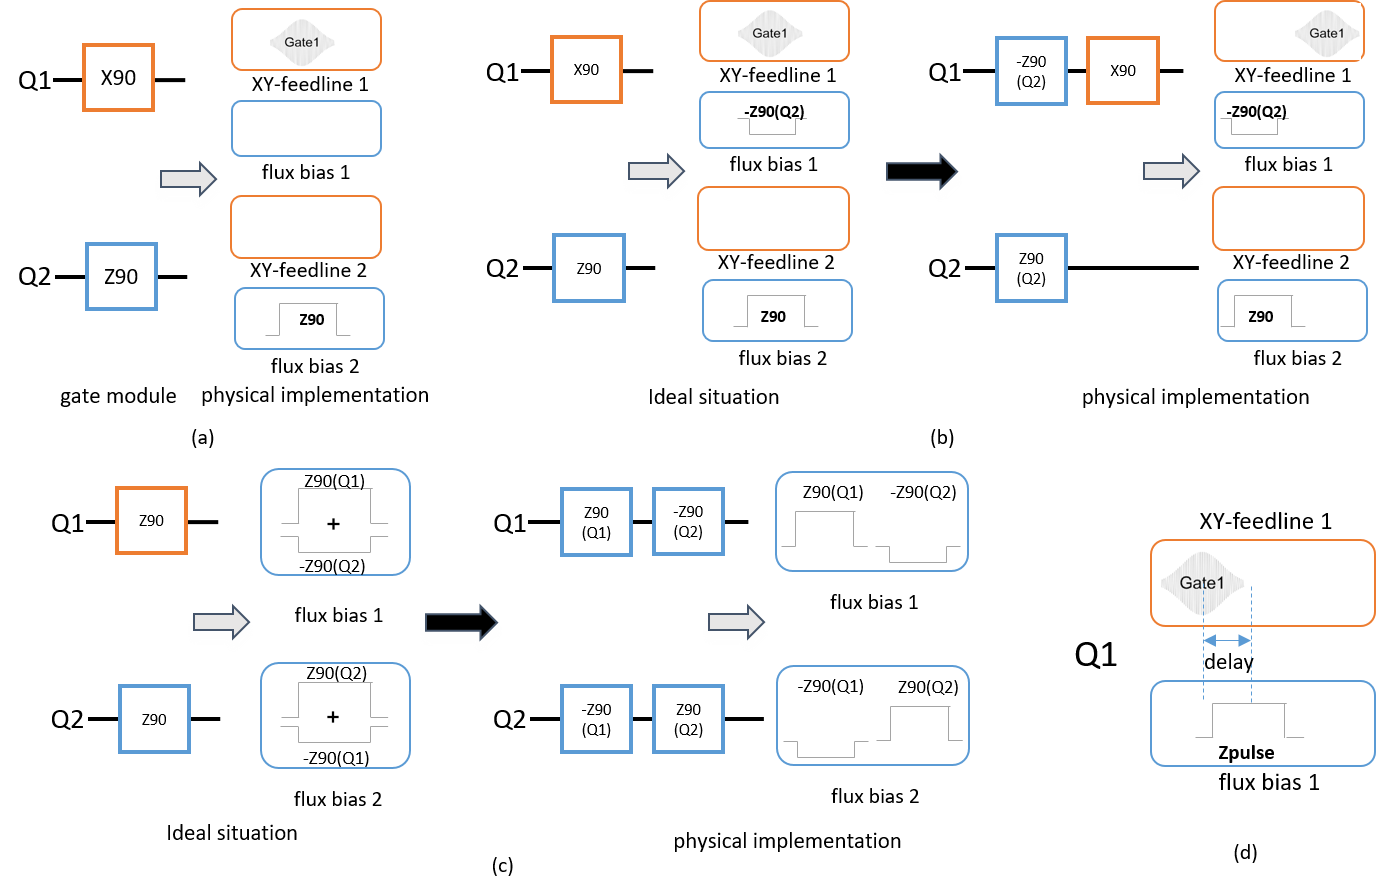 Q1
X90
Gate1
XY-feedline 1
flux bias 1
Q2
Z90
XY-feedline 2
Z90
flux bias 2
gate module
physical implementation
(a)
Q1
X90
Gate1
XY-feedline 1
-Z90(Q2)
flux bias 1
Q2
Z90
XY-feedline 2
Z90
flux bias 2
Ideal situation
Q1
-Z90
(Q2)
X90
Gate1
XY-feedline 1
-Z90(Q2)
flux bias 1
Q2
Z90
(Q2)
XY-feedline 2
Z90
flux bias 2
physical implementation
(b)
Q1
Z90
Z90(Q1)
+
-Z90(Q2)
flux bias 1
Q2
Z90
Z90(Q2)
+
-Z90(Q1)
flux bias 2
Ideal situation
Q1
Z90
(Q1)
-Z90
(Q2)
Z90(Q1)
-Z90(Q2)
flux bias 1
Q2
-Z90
(Q1)
Z90
(Q2)
-Z90(Q1)
Z90(Q2)
flux bias 2
physical implementation
(c)
XY-feedline 1
Gate1
Q1
delay
Zpulse
flux bias 1
(d)